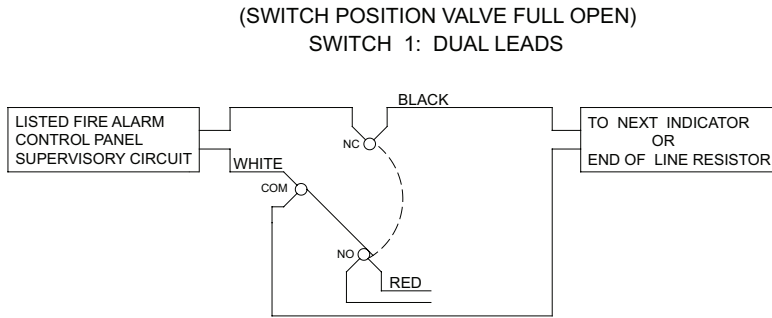 (SWITCH POSITION VALVE FULL OPEN)
SWITCH 1: DUAL LEADS
BLACK
LISTED FIRE ALARM
CONTROL PANEL
SUPERVISORY CIRCUIT
NC
TO NEXT INDICATOR
OR
END OF LINE RESISTOR
WHITE
COM
NO
RED